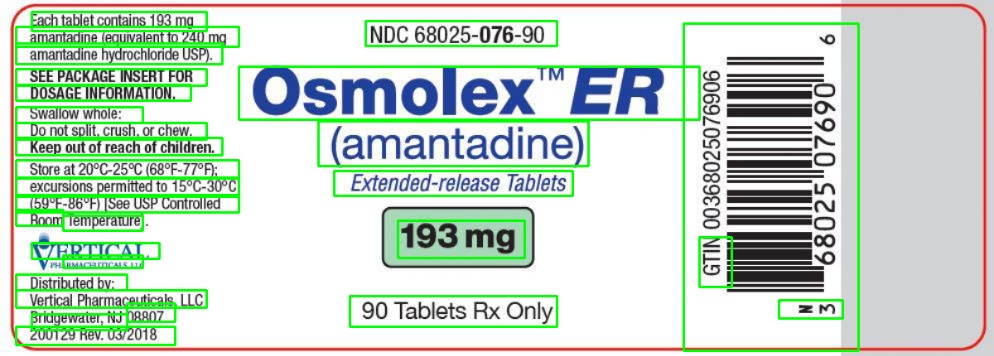 Each tablet contains 193 mg
amantadine (equivalent to 240 mg
amantadine hydrochloride USP).
SEE PACKAGE INSERT FOR
DOSAGE INFORMATION.
Swallow whole:
Do not split, crush, or chew.
Keep out of reach of children.
Store at 20°C-25°C (68°F-77°F);
excursions permitted to 15°C-30°C
(59°F-86°F) [See USP Controlled
Room Temperature].
VERTICAL
PHARMACEUTICALS, LLC
Distributed by:
Vertical Pharmaceuticals, LLC
Bridgewater, NJ 08807
200129 Rev. 03/2018
NDC 68025-076-90
Osmolex™ ER
(amantadine)
Extended-release Tablets
193 mg
90 Tablets Rx Only
GTIN 00368025076906
N 3 68025 07690 6